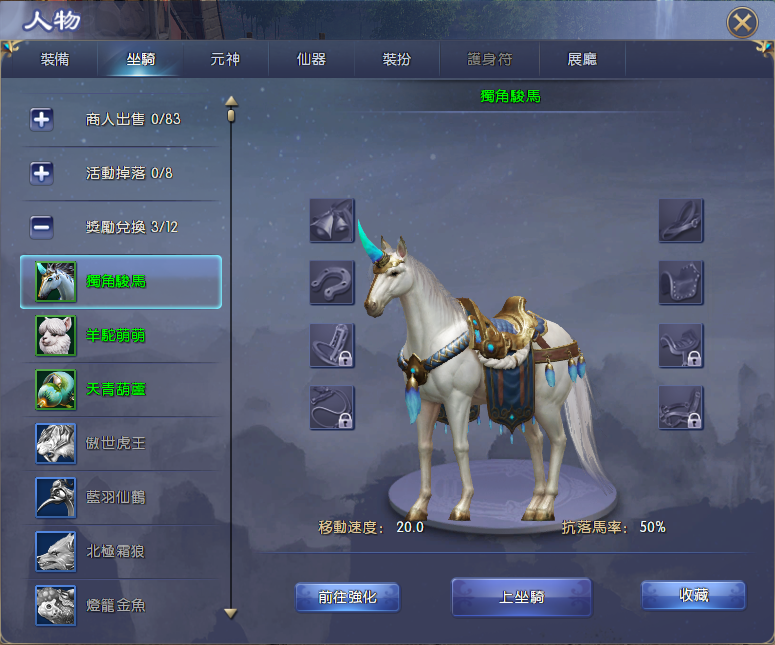 人物
裝備 坐騎 元神 仙器 裝扮 護身符 展廳
獨角駿馬
商人出售 0/83
活動掉落 0/8
獎勵兌換 3/12
獨角駿馬
羊駝萌萌
天青葫蘆
傲世虎王
藍羽仙鶴
北極霜狼
燈籠金魚
移動速度： 20.0 抗落馬率： 50%
前往強化 上坐騎 收藏